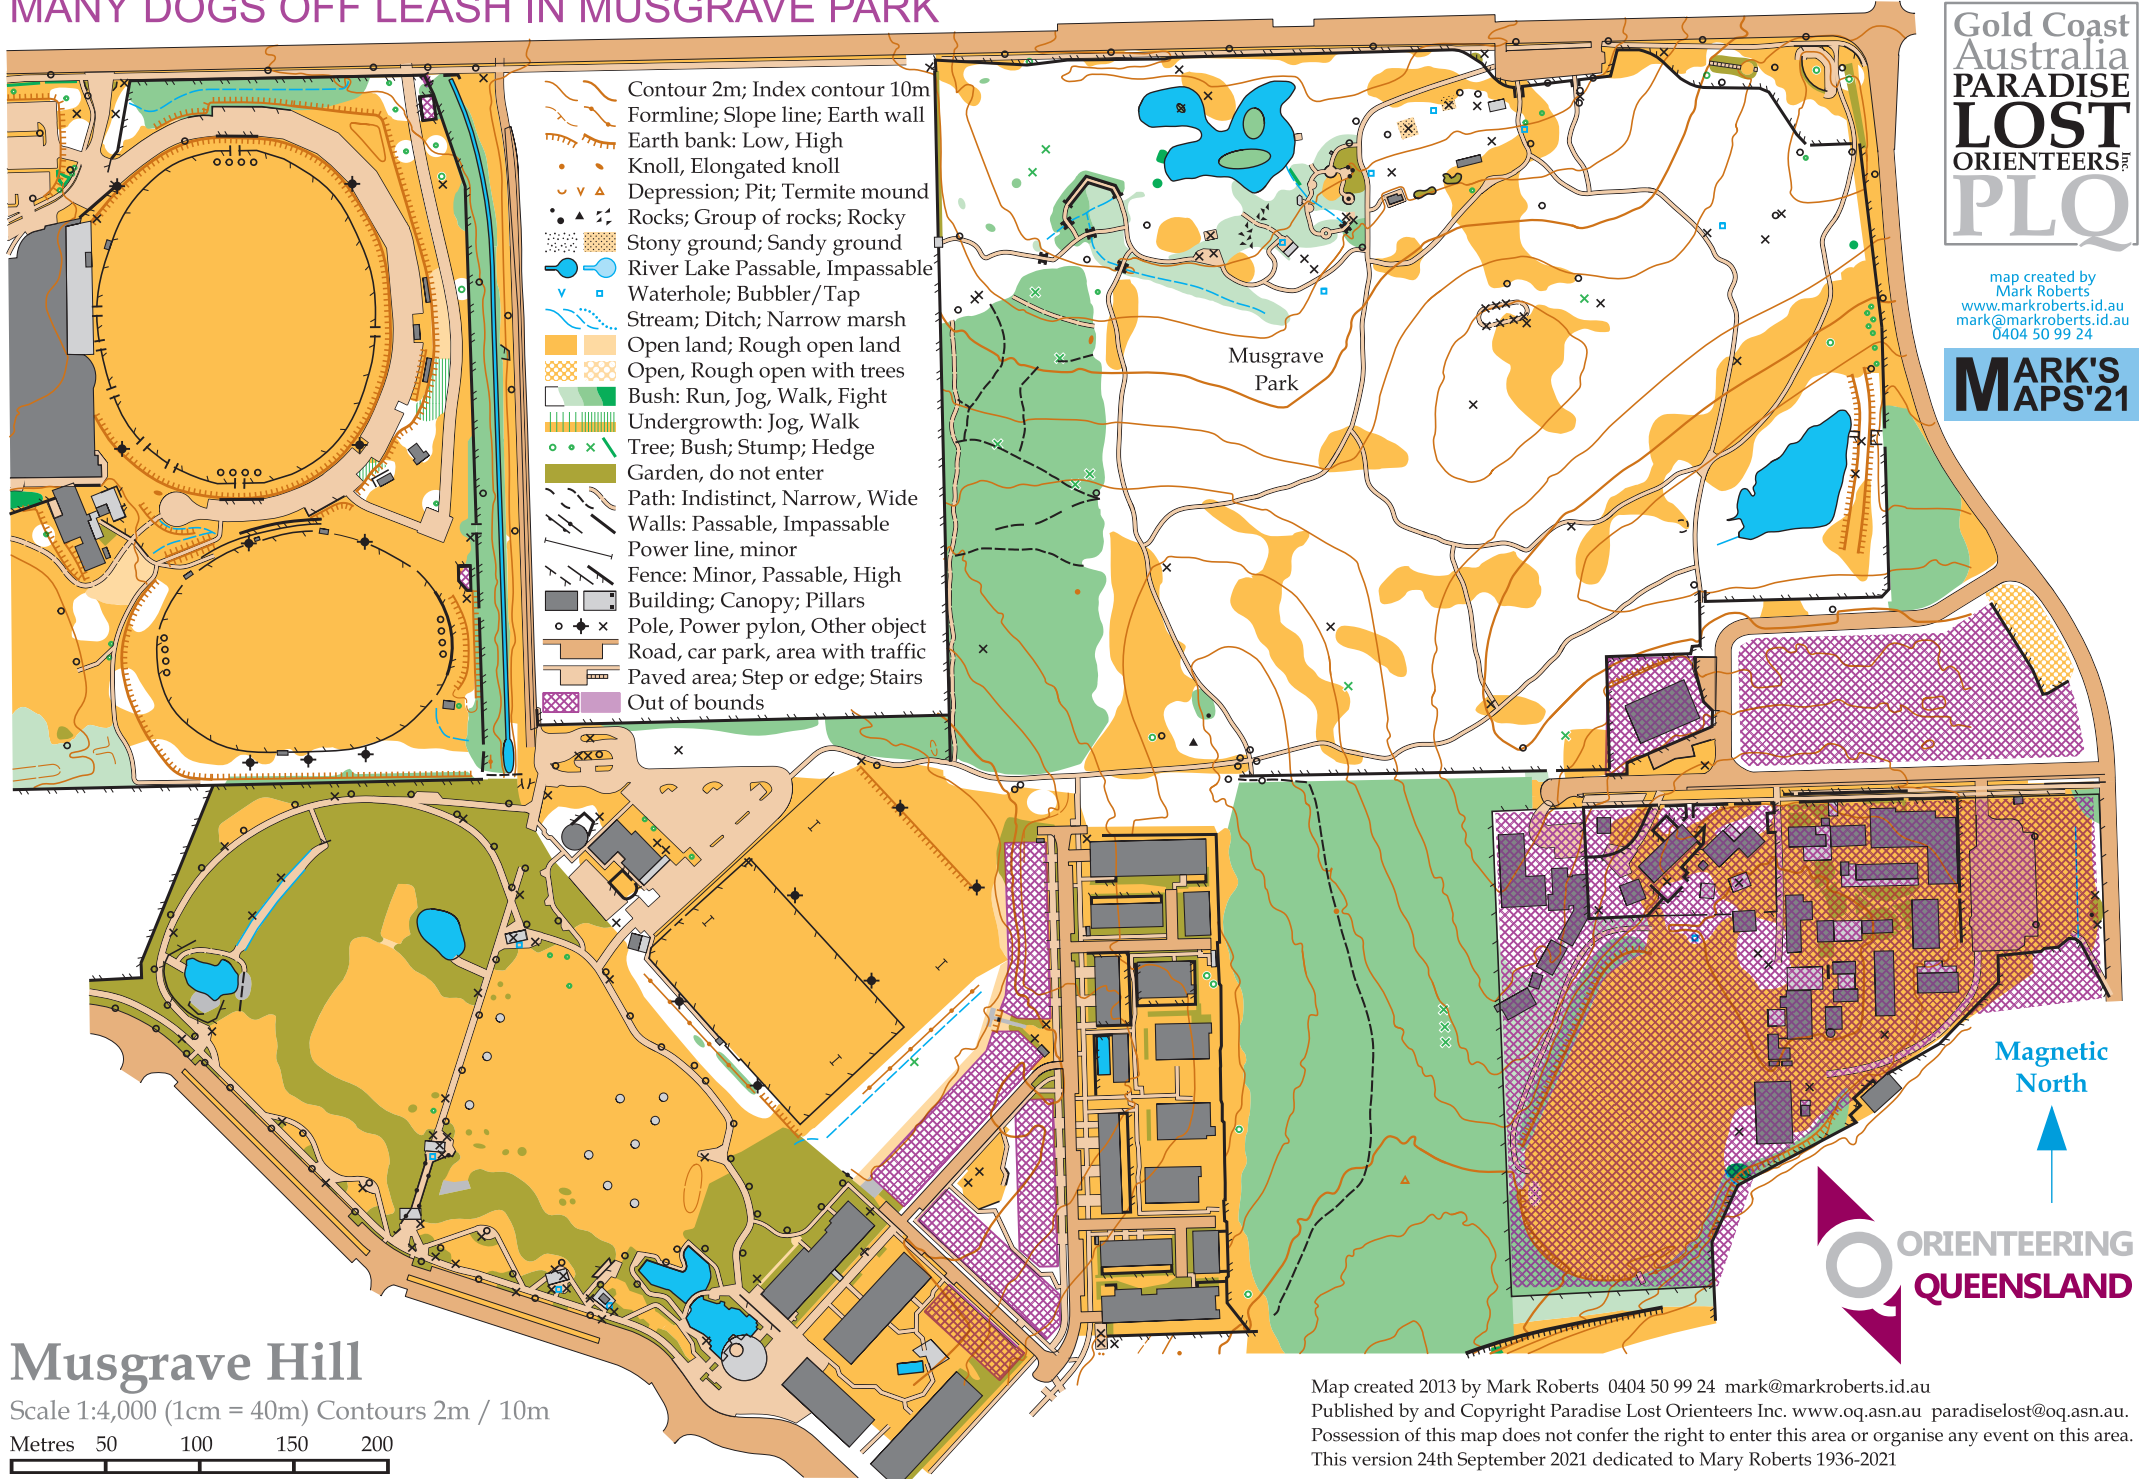 MANY DOGS OFF LEASH IN MUSGRAVE PARK
Contour 2m; Index contour 10m
Formline; Slope line; Earth wall
Earth bank: Low, High
Knoll, Elongated knoll
Depression; Pit; Termite mound
Rocks; Group of rocks; Rocky
Stony ground; Sandy ground
River Lake Passable, Impassable
Waterhole; Bubbler/Tap
Stream; Ditch; Narrow marsh
Open land; Rough open land
Open, Rough open with trees
Bush: Run, Jog, Walk, Fight
Undergrowth: Jog, Walk
Tree; Bush; Stump; Hedge
Garden, do not enter
Path: Indistinct, Narrow, Wide
Walls: Passable, Impassable
Power line, minor
Fence: Minor, Passable, High
Building; Canopy; Pillars
Pole, Power pylon, Other object
Road, car park, area with traffic
Paved area; Step or edge; Stairs
Out of bounds
Musgrave
Park
Gold Coast
Australia
PARADISE
LOST
ORIENTEERS Inc.
PLQ
map created by
Mark Roberts
www.markroberts.id.au
mark@markroberts.id.au
0404 50 99 24
MARK'S
MAPS'21
Magnetic
North
ORIENTEERING
QUEENSLAND
Musgrave Hill
Scale 1:4,000 (1cm = 40m) Contours 2m / 10m
Metres 50 100 150 200
Map created 2013 by Mark Roberts 0404 50 99 24 mark@markroberts.id.au
Published by and Copyright Paradise Lost Orienteers Inc. www.oq.asn.au paradiselost@oq.asn.au.
Possession of this map does not confer the right to enter this area or organise any event on this area.
This version 24th September 2021 dedicated to Mary Roberts 1936-2021